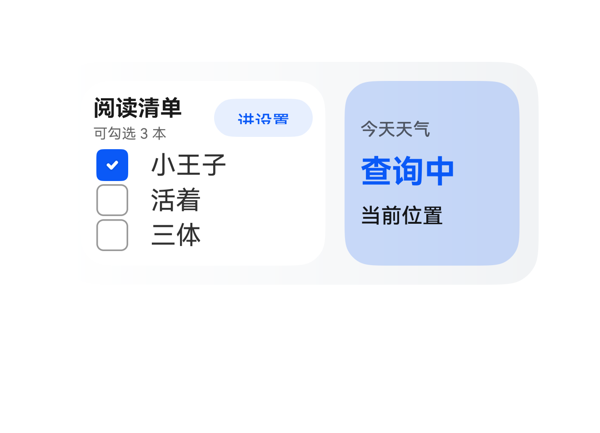 阅读清单
进设置
可勾选 3 本
小王子
活着
三体
今天天气
查询中
当前位置